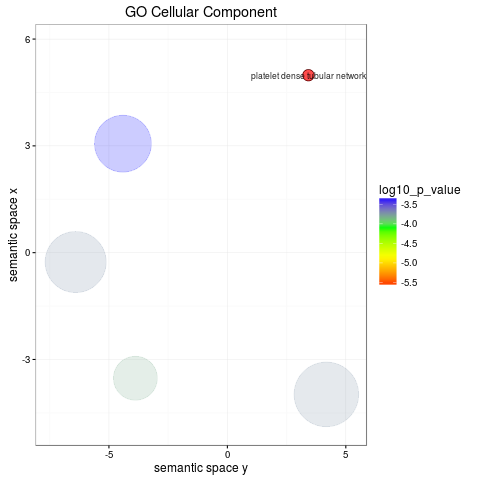 GO Cellular Component
6
platelet dense tubular network
3
0
-3
-5
0
5
semantic space x
semantic space y
log10_p_value
-3.5
-4.0
-4.5
-5.0
-5.5